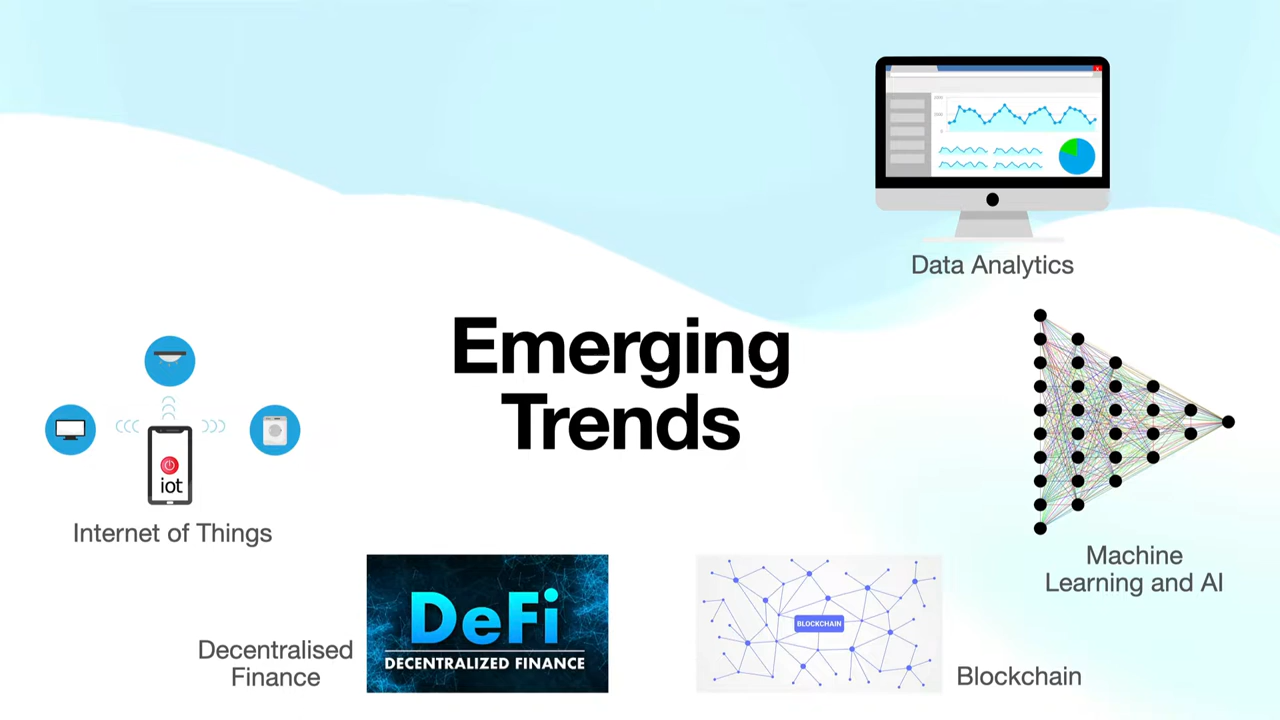 Data Analytics
Emerging
Trends
iot
Internet of Things
Machine
Learning and AI
DeFi
DECENTRALIZED FINANCE
Decentralised
Finance
BLOCKCHAIN
Blockchain